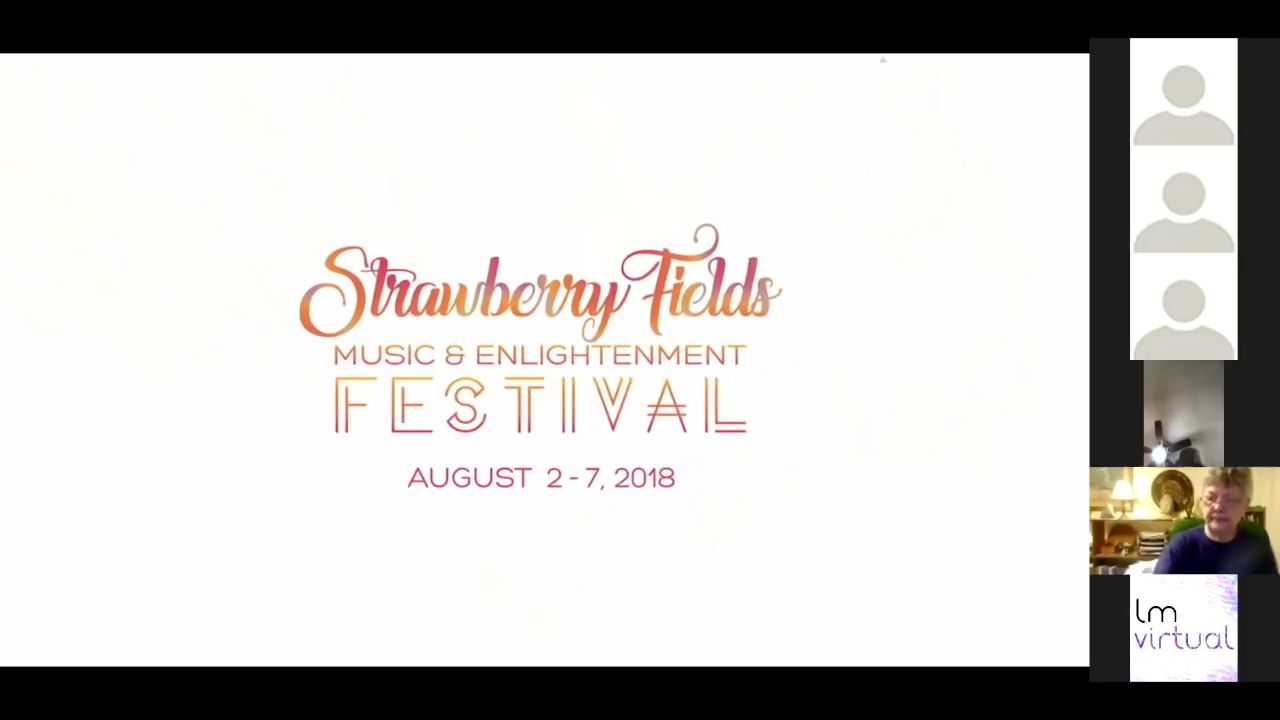 Strawberry Fields
MUSIC & ENLIGHTENMENT
FESTIVAL
AUGUST 2 - 7, 2018
lm
virtual